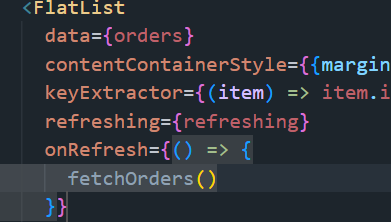 <FlatList
data={orders}
contentContainerStyle={{margin
keyExtractor={(item) => item.i
refreshing={refreshing}
onRefresh={() => {
fetchOrders()
}}